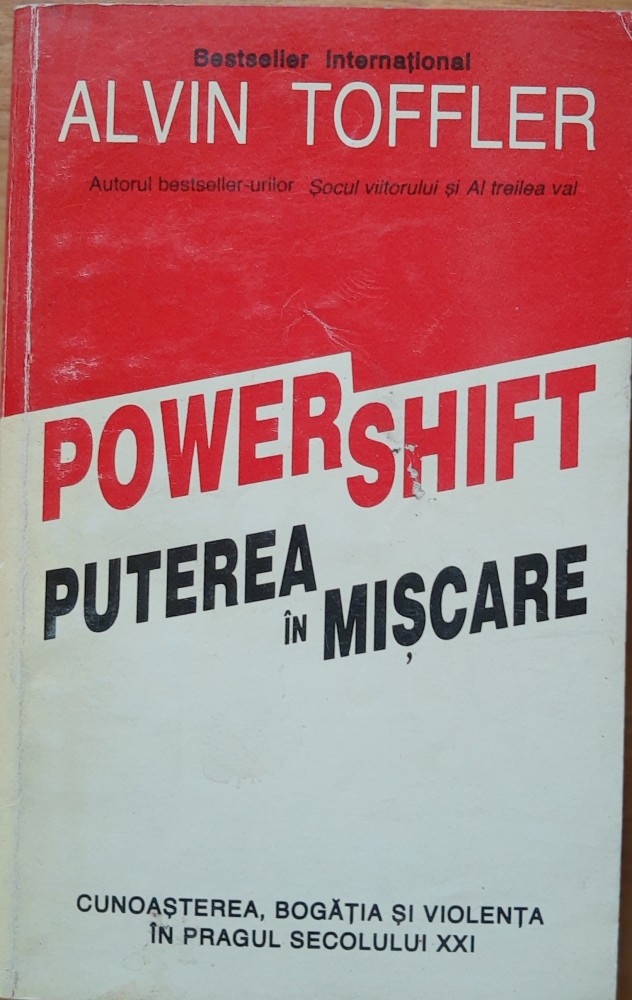 Bestseller internațional
ALVIN TOFFLER
Autorul bestseller-urilor Șocul viitorului și Al treilea val
POWERSHIFT
PUTEREA
ÎN MIȘCARE
CUNOAȘTEREA, BOGĂȚIA ȘI VIOLENȚA
ÎN PRAGUL SECOLULUI XXI